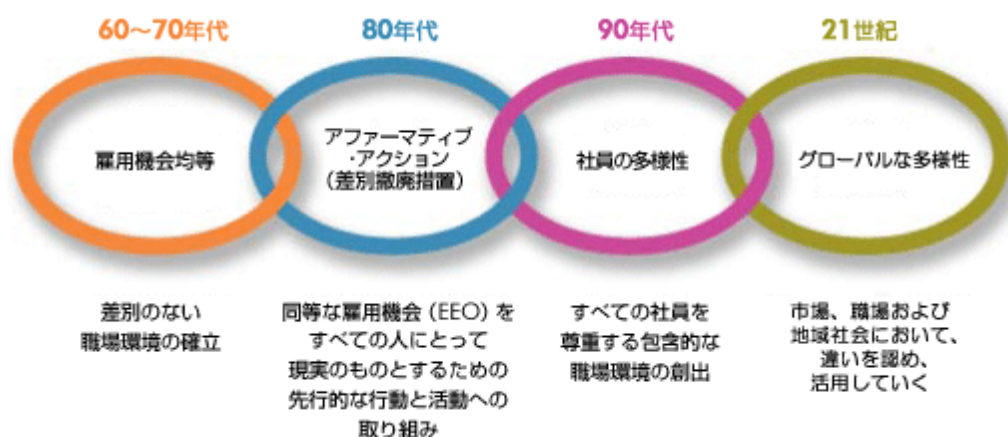 60～70年代
80年代
90年代
21世紀
雇用機会均等
アファーマティブ
・アクション
（差別撤廃措置）
社員の多様性
グローバルな多様性
差別のない
職場環境の確立
同等な雇用機会（EEO）を
すべての人にとって
現実のものとするための
先行的な行動と活動への
取り組み
すべての社員を
尊重する包含的な
職場環境の創出
市場、職場および
地域社会において、
違いを認め、
活用していく